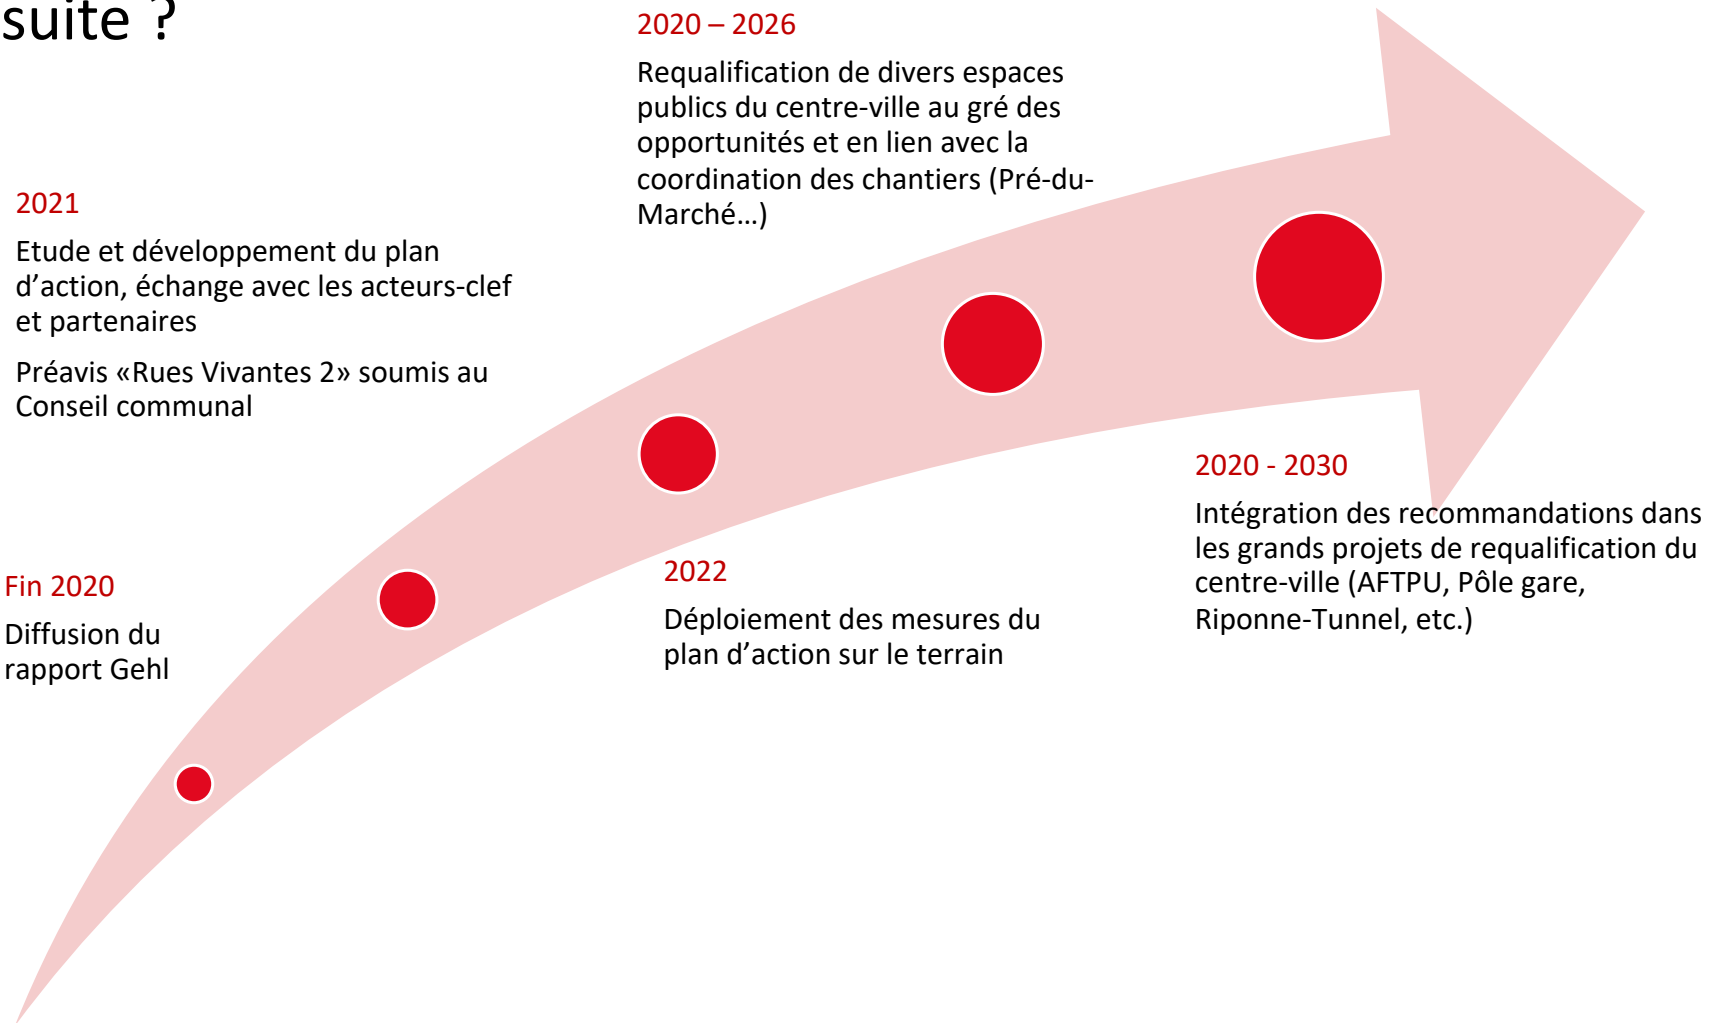 suite ?
Fin 2020
Diffusion du
rapport Gehl
2021
Etude et développement du plan
d’action, échange avec les acteurs-clef
et partenaires
Préavis «Rues Vivantes 2» soumis au
Conseil communal
2022
Déploiement des mesures du
plan d’action sur le terrain
2020 – 2026
Requalification de divers espaces
publics du centre-ville au gré des
opportunités et en lien avec la
coordination des chantiers (Pré-du-
Marché…)
2020 - 2030
Intégration des recommandations dans
les grands projets de requalification du
centre-ville (AFTPU, Pôle gare,
Riponne-Tunnel, etc.)